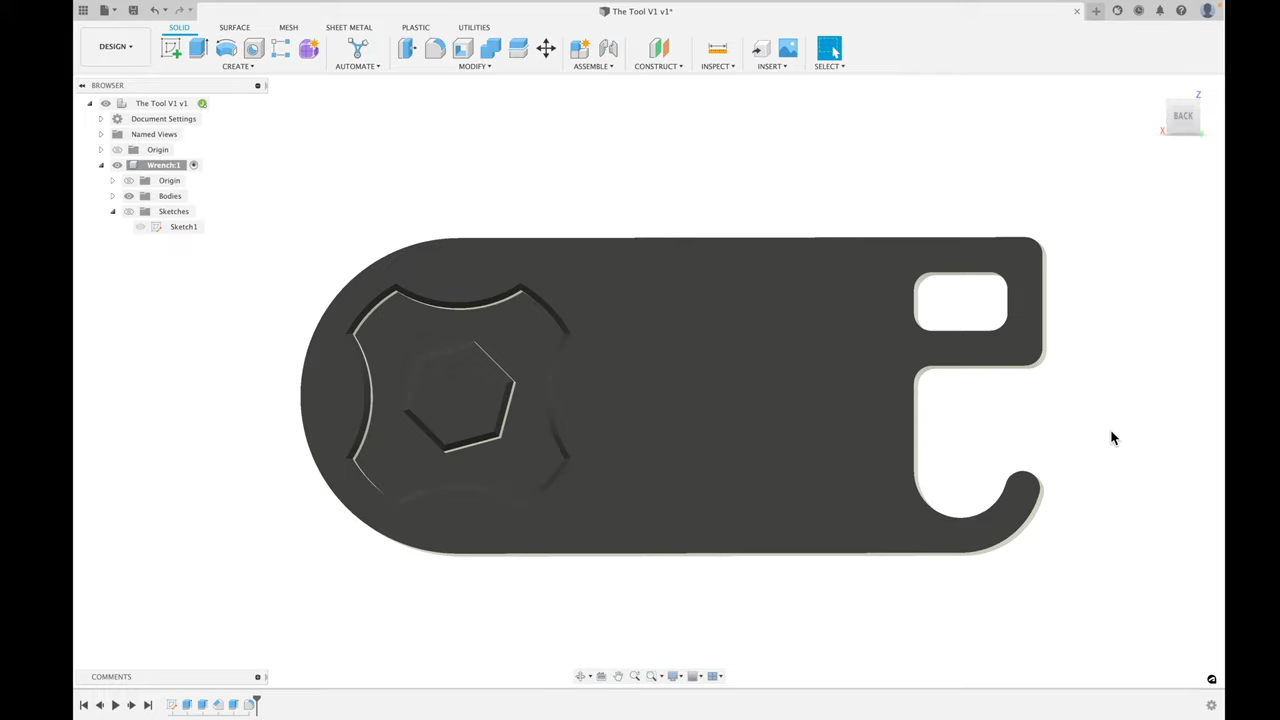 The Tool V1 v1*
SOLID SURFACE MESH SHEET METAL PLASTIC UTILITIES
DESIGN
CREATE AUTOMATE MODIFY ASSEMBLE CONSTRUCT INSPECT INSERT SELECT
BROWSER
The Tool V1 v1
Document Settings
Named Views
Origin
Wrench:1
Origin
Bodies
Sketches
Sketch1
Z
BACK
X
COMMENTS